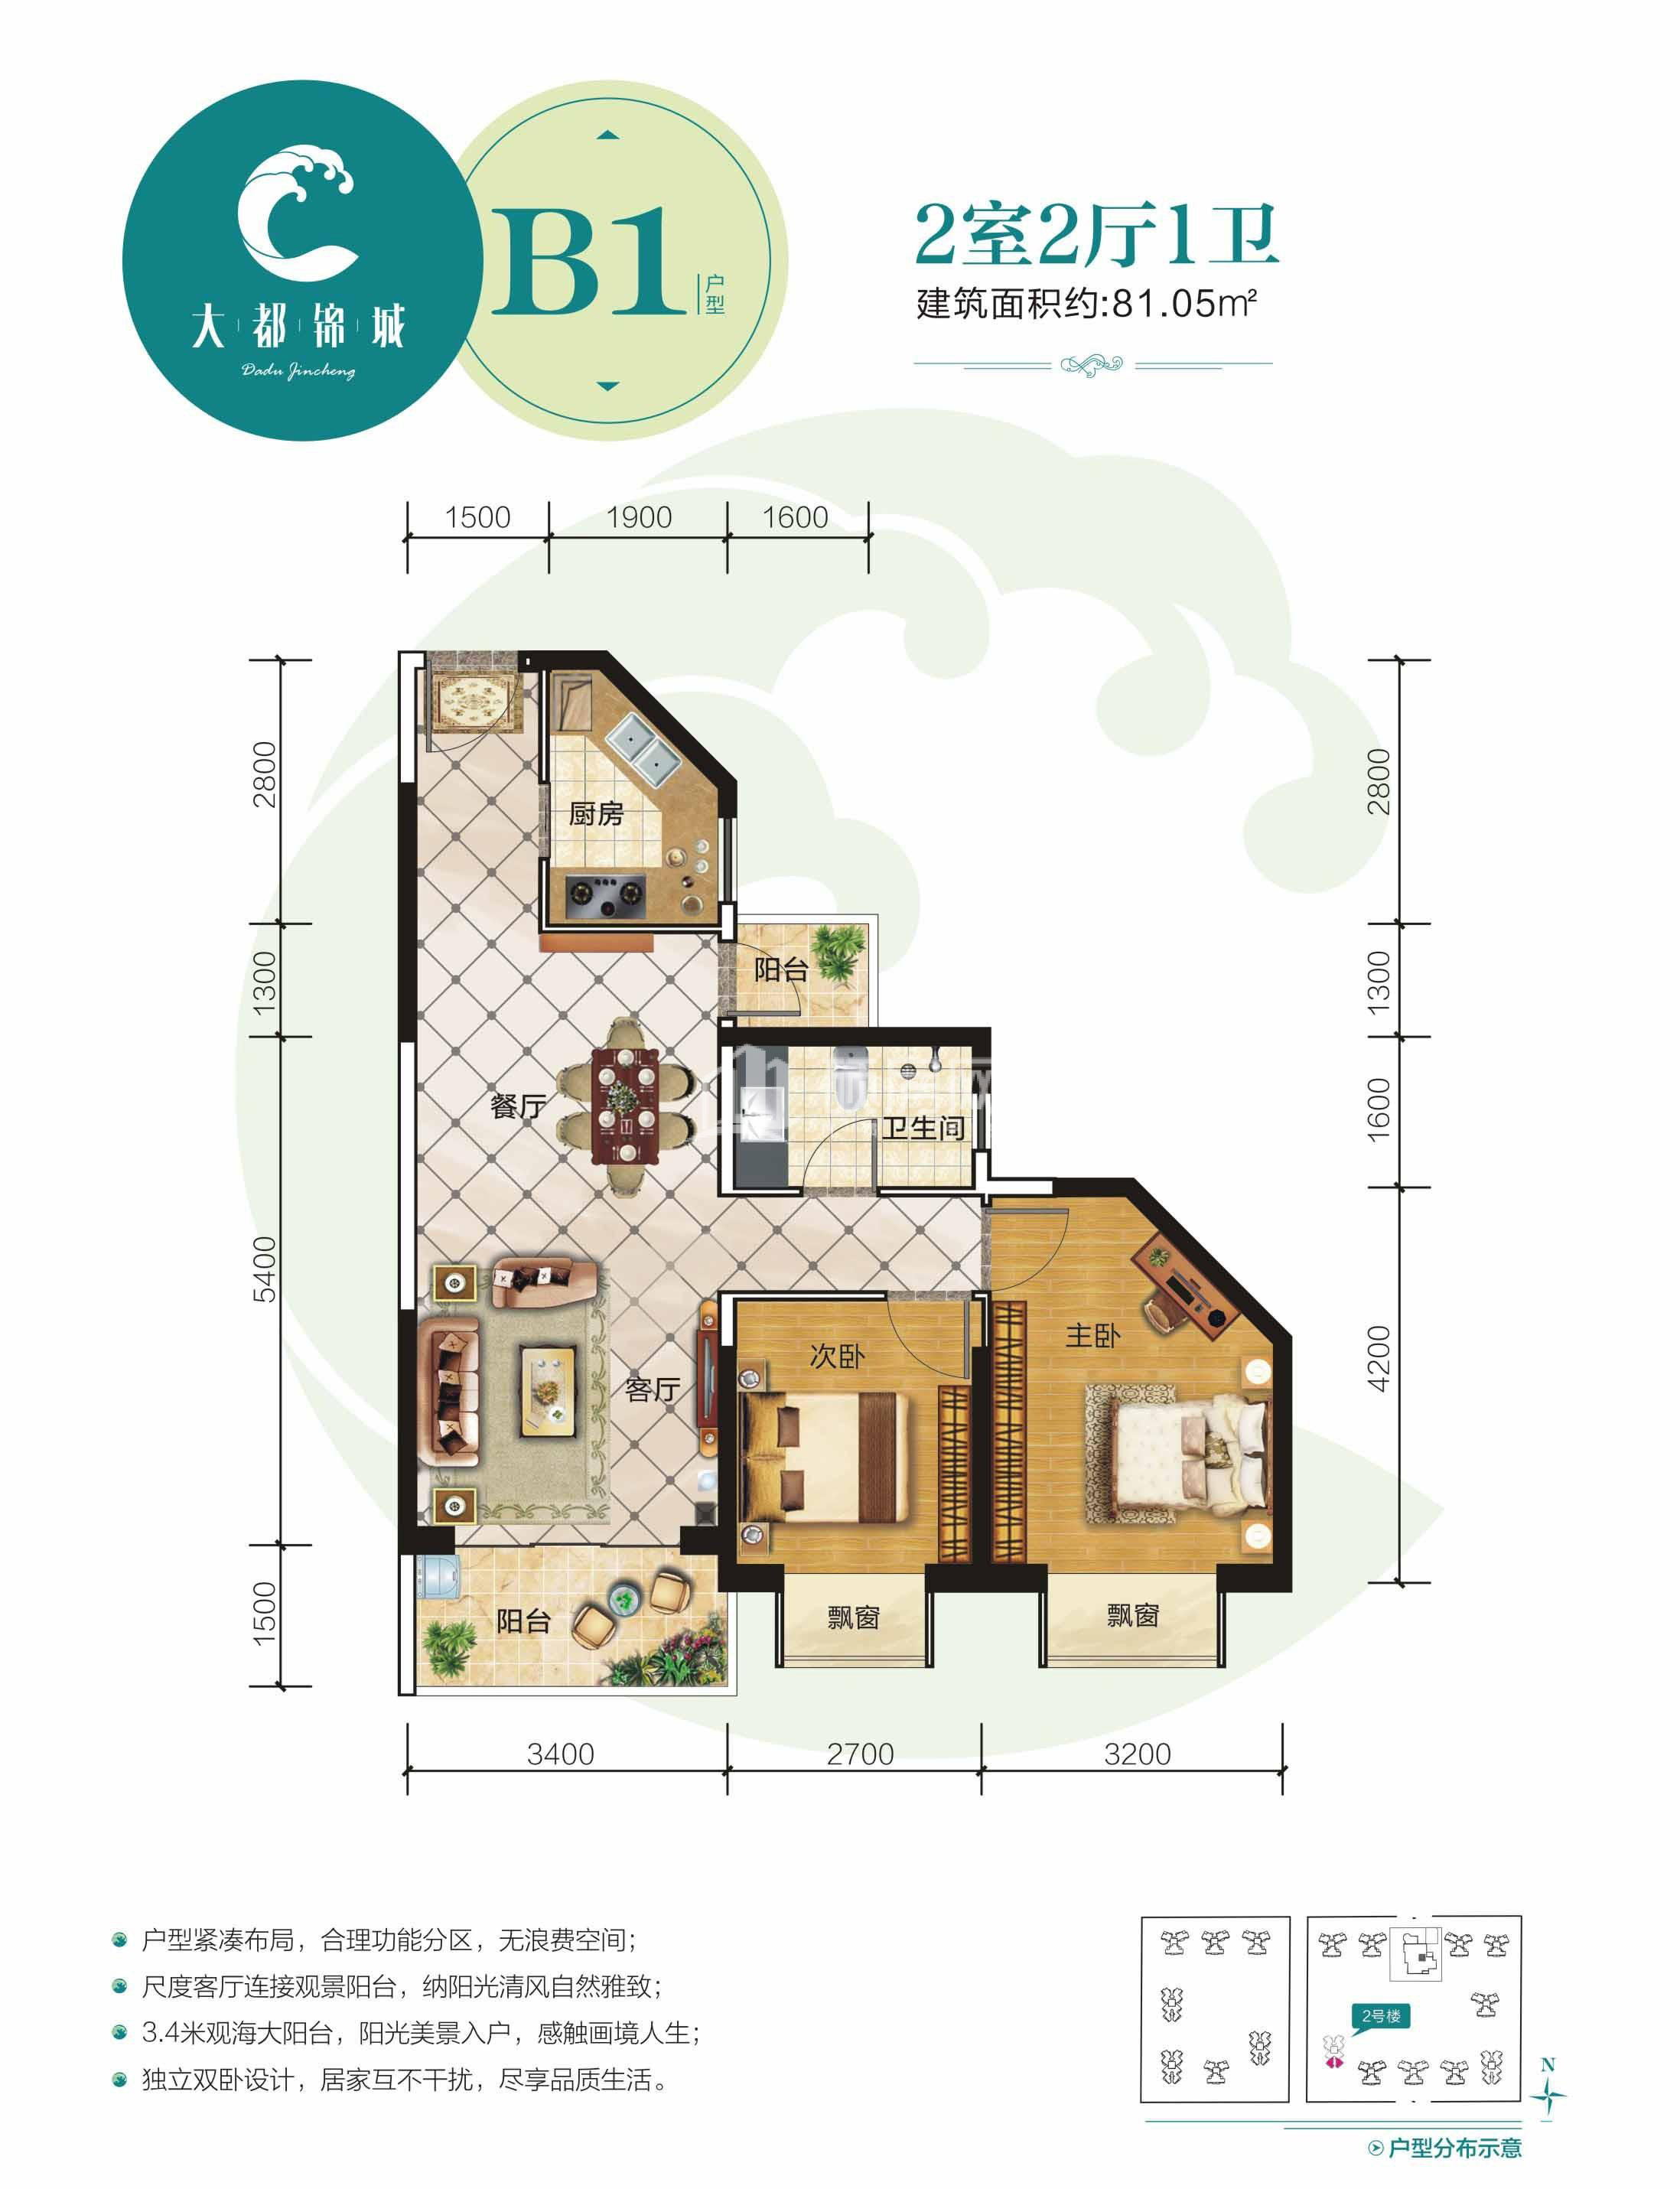 大都锦城
Dadu Jincheng
B1
户型
2室2厅1卫
建筑面积约:81.05㎡
1500
1900
1600
2800
1300
5400
1500
2800
1300
1600
4200
厨房
阳台
餐厅
卫生间
次卧
主卧
客厅
阳台
飘窗
飘窗
3400
2700
3200
户型紧凑布局，合理功能分区，无浪费空间；
尺度客厅连接观景阳台，纳阳光清风自然雅致；
3.4米观海大阳台，阳光美景入户，感触画境人生；
独立双卧设计，居家互不干扰，尽享品质生活。
2号楼
N
户型分布示意